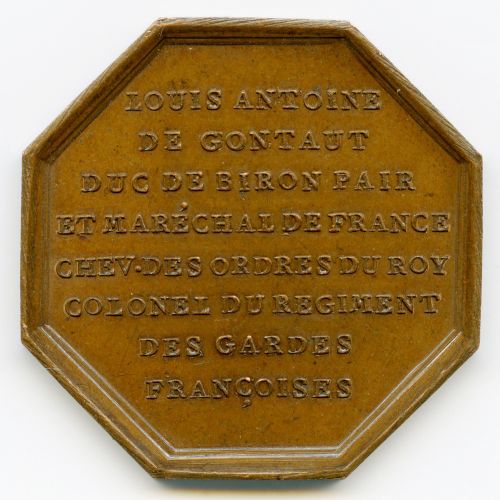 LOUIS ANTOINE
DE GONTAUT
DUC DE BIRON PAIR
ET MARÉCHAL DE FRANCE
CHEV·DES ORDRES DU ROY
COLONEL DU REGIMENT
DES GARDES
FRANÇOISES